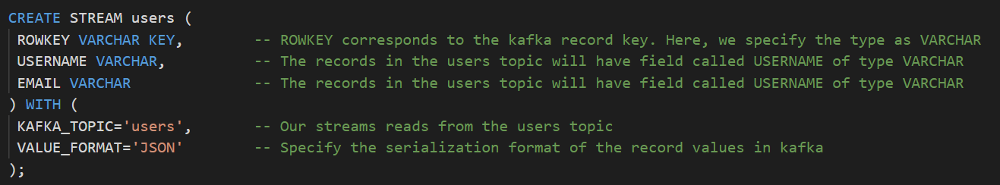 CREATE STREAM users (
ROWKEY VARCHAR KEY, -- ROWKEY corresponds to the kafka record key. Here, we specify the type as VARCHAR
USERNAME VARCHAR, -- The records in the users topic will have field called USERNAME of type VARCHAR
EMAIL VARCHAR -- The records in the users topic will have field called USERNAME of type VARCHAR
) WITH (
KAFKA_TOPIC='users', -- Our streams reads from the users topic
VALUE_FORMAT='JSON' -- Specify the serialization format of the record values in kafka
);